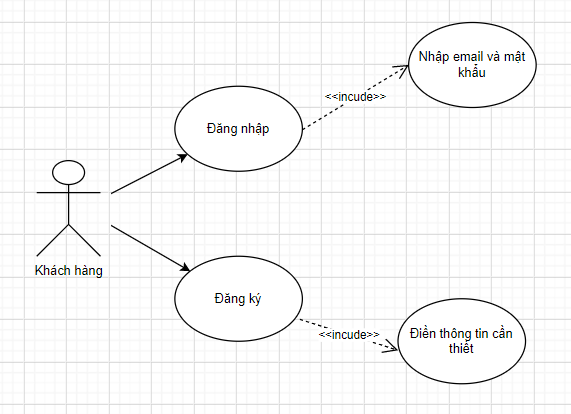 Nhập email và mật
khẩu
<<incude>>
Đăng nhập
Khách hàng
Đăng ký
<<incude>>
Điền thông tin cần
thiết